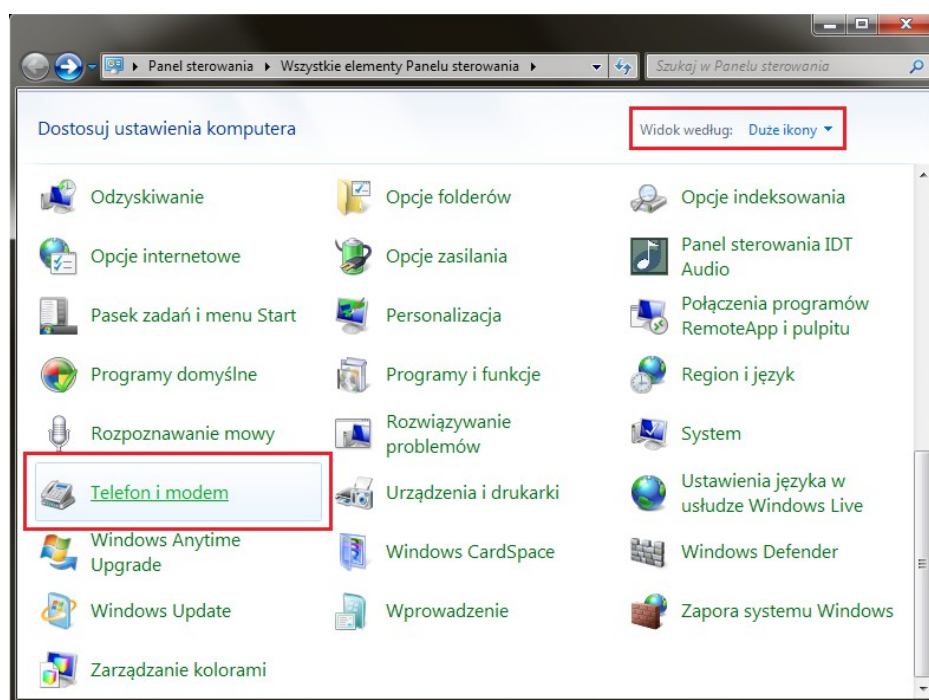 Panel sterowania
Wszystkie elementy Panelu sterowania
Szukaj w Panelu sterowania
Dostosuj ustawienia komputera
Widok według: Duże ikony
Odzyskiwanie
Opcje folderów
Opcje indeksowania
Opcje internetowe
Opcje zasilania
Panel sterowania IDT
Audio
Pasek zadań i menu Start
Personalizacja
Połączenia programów
RemoteApp i pulpitu
Programy domyślne
Programy i funkcje
Region i język
Rozpoznawanie mowy
Rozwiązywanie
problemów
System
Telefon i modem
Urządzenia i drukarki
Ustawienia języka w
usłudze Windows Live
Windows Anytime
Upgrade
Windows CardSpace
Windows Defender
Windows Update
Wprowadzenie
Zapora systemu Windows
Zarządzanie kolorami